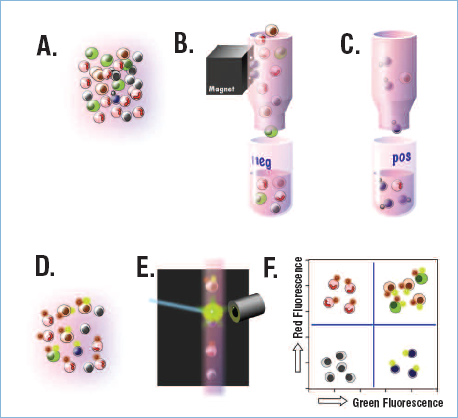 A.
B.
C.
Magnet
neg
pos
D.
E.
F.
Red Fluorescence
Green Fluorescence